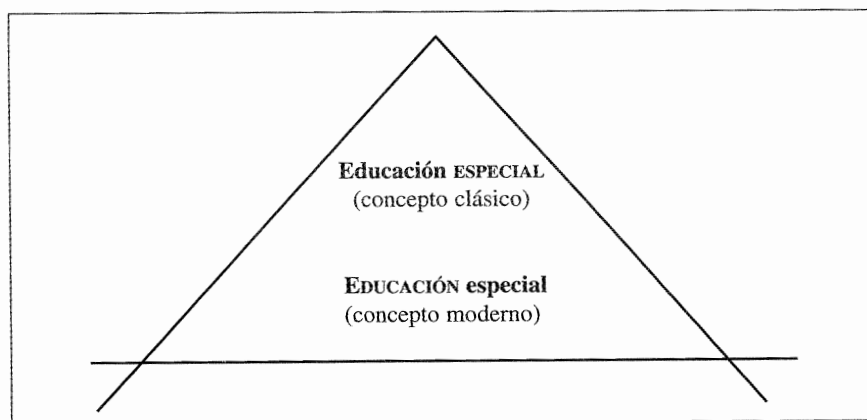 Educación ESPECIAL
(concepto clásico)
EDUCACIÓN especial
(concepto moderno)